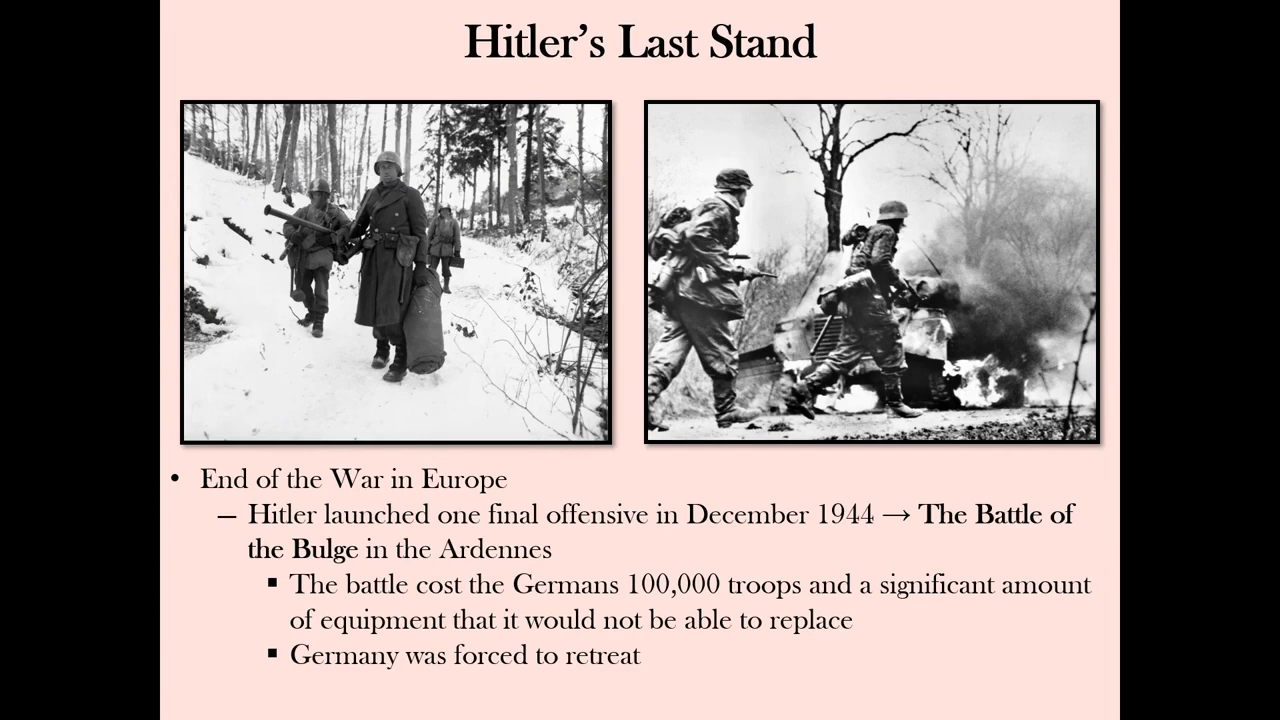 Hitler’s Last Stand
• End of the War in Europe
– Hitler launched one final offensive in December 1944 → The Battle of
the Bulge in the Ardennes
▪ The battle cost the Germans 100,000 troops and a significant amount
of equipment that it would not be able to replace
▪ Germany was forced to retreat